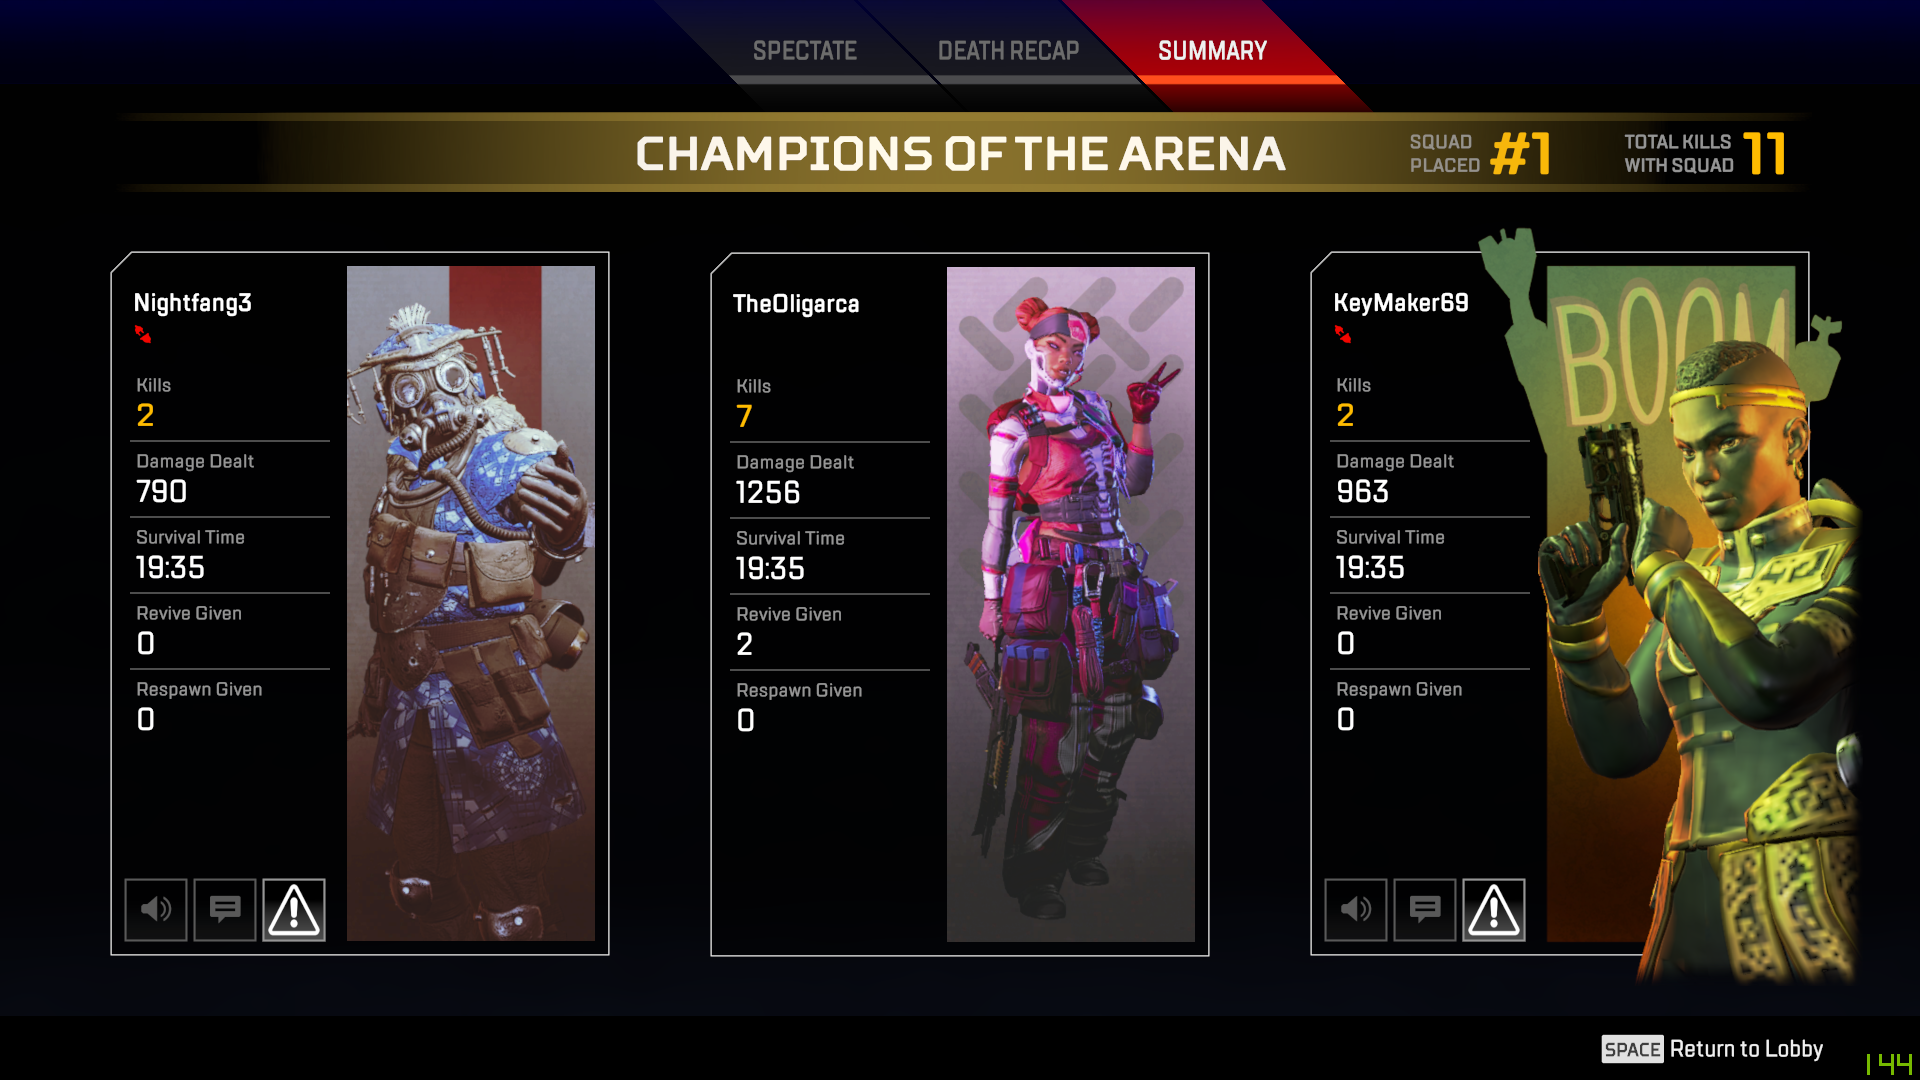 SPECTATE
DEATH RECAP
SUMMARY
CHAMPIONS OF THE ARENA
SQUAD
PLACED
#1
TOTAL KILLS
WITH SQUAD
11
Nightfang3
Kills
2
Damage Dealt
790
Survival Time
19:35
Revive Given
0
Respawn Given
0
TheOligarca
Kills
7
Damage Dealt
1256
Survival Time
19:35
Revive Given
2
Respawn Given
0
KeyMaker69
Kills
2
Damage Dealt
963
Survival Time
19:35
Revive Given
0
Respawn Given
0
BOOM
SPACE Return to Lobby
144